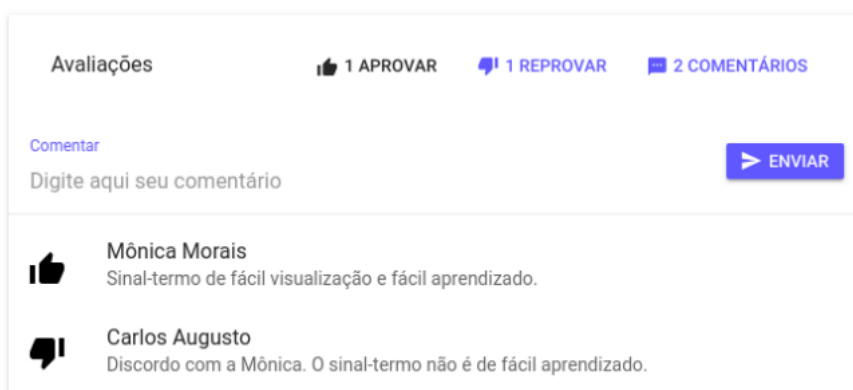 Avaliações
1 APROVAR
1 REPROVAR
2 COMENTÁRIOS
Comentar
Digite aqui seu comentário
ENVIAR
Mônica Morais
Sinal-termo de fácil visualização e fácil aprendizado.
Carlos Augusto
Discordo com a Mônica. O sinal-termo não é de fácil aprendizado.